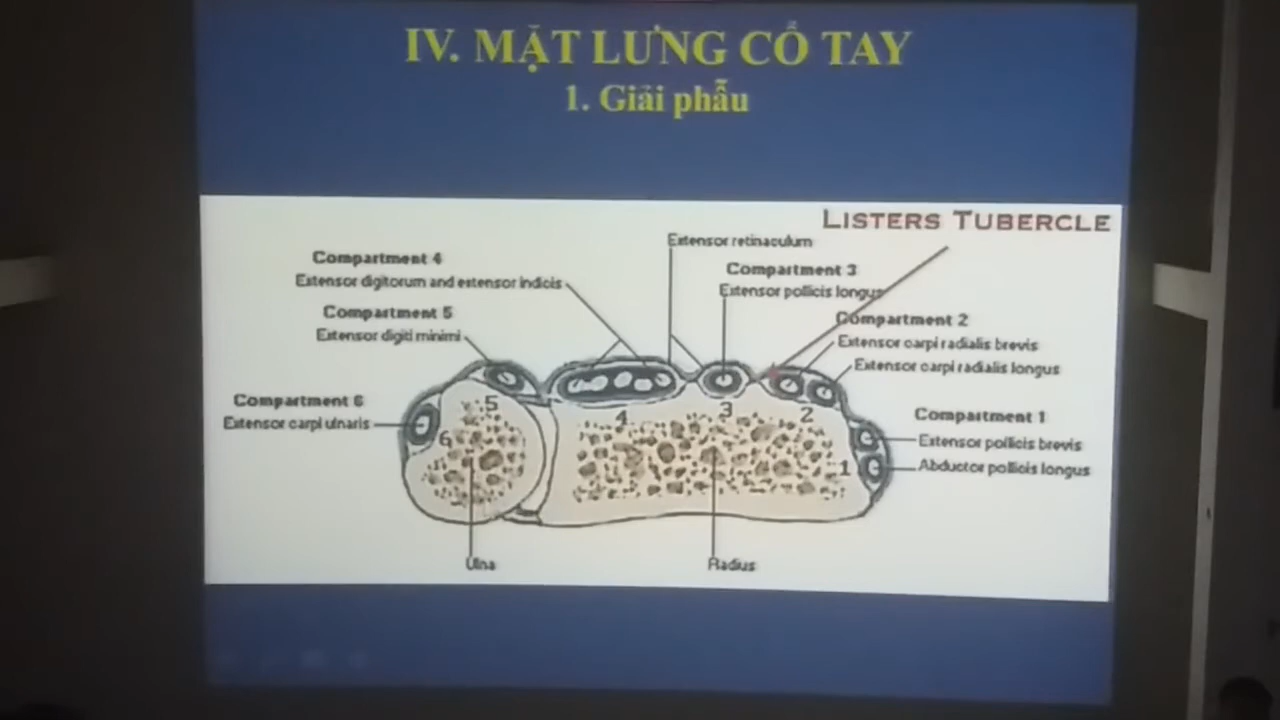 IV. MẶT LƯNG CỔ TAY
1. Giải phẫu
LISTERS TUBERCLE
Extensor retinaculum
Compartment 4
Extensor digitorum and extensor indicis
Compartment 3
Extensor pollicis longus
Compartment 5
Extensor digiti minimi
Compartment 2
Extensor carpi radialis brevis
Extensor carpi radialis longus
Compartment 6
Extensor carpi ulnaris
Compartment 1
Extensor pollicis brevis
Abductor pollicis longus
5
4
3
2
6
1
Ulna
Radius